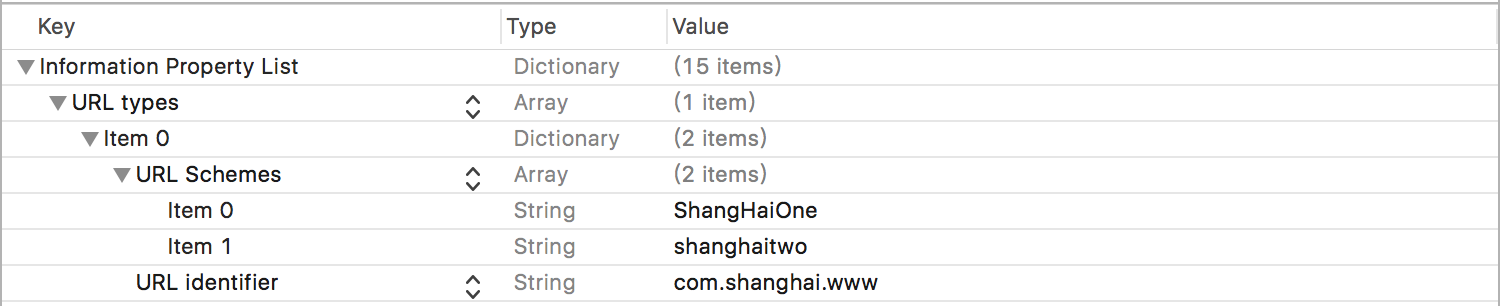 Key Type Value
Information Property List Dictionary (15 items)
URL types Array (1 item)
Item 0 Dictionary (2 items)
URL Schemes Array (2 items)
Item 0 String ShangHaiOne
Item 1 String shanghaitwo
URL identifier String com.shanghai.www